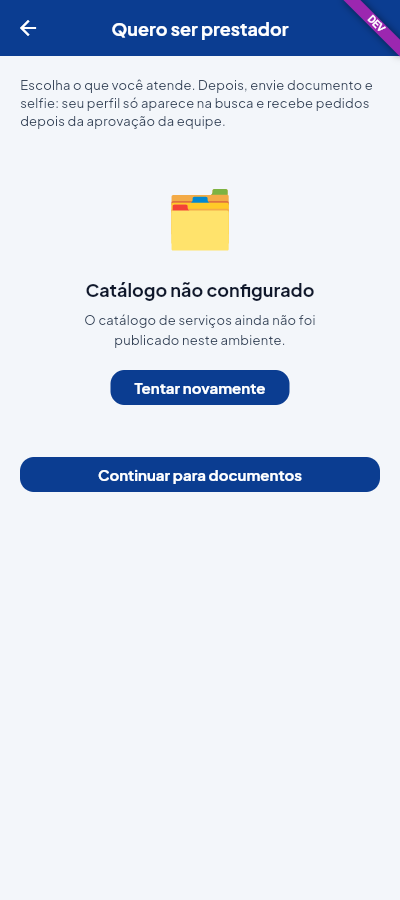 Quero ser prestador
DEV
Escolha o que você atende. Depois, envie documento e
selfie: seu perfil só aparece na busca e recebe pedidos
depois da aprovação da equipe.
Catálogo não configurado
O catálogo de serviços ainda não foi
publicado neste ambiente.
Tentar novamente
Continuar para documentos